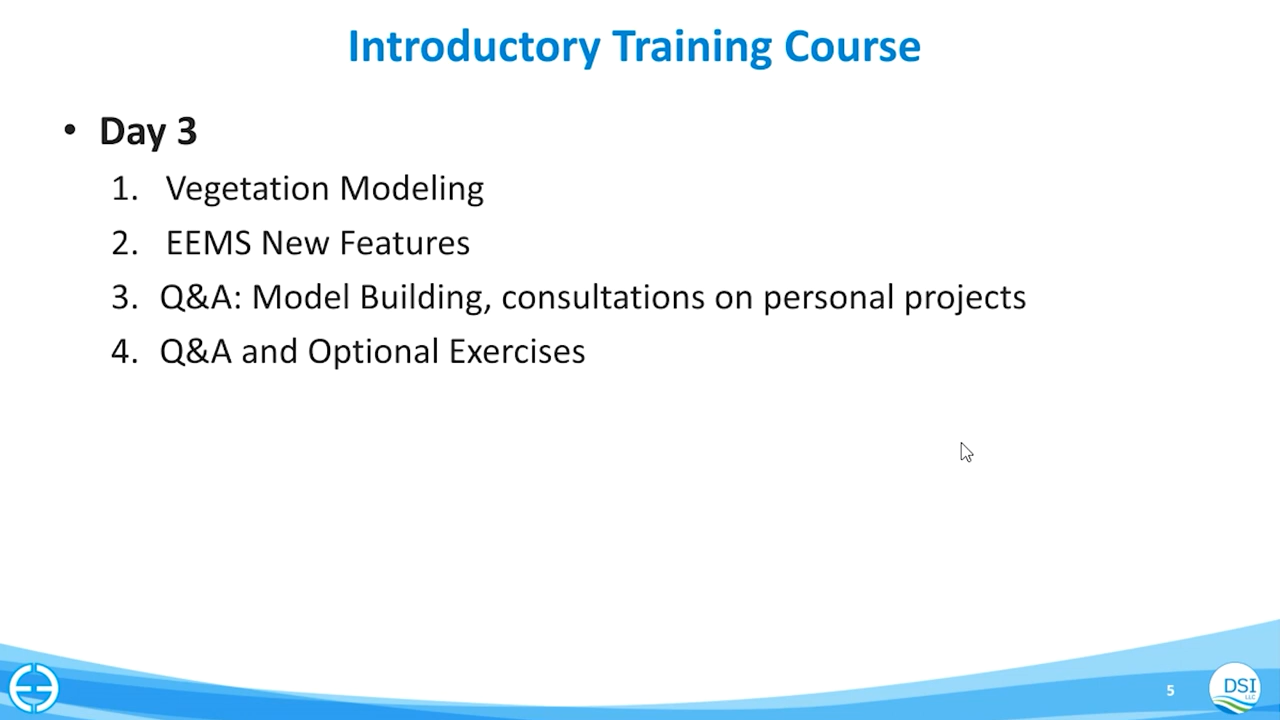 Introductory Training Course
• Day 3
1. Vegetation Modeling
2. EEMS New Features
3. Q&A: Model Building, consultations on personal projects
4. Q&A and Optional Exercises
5
DSI
LLC